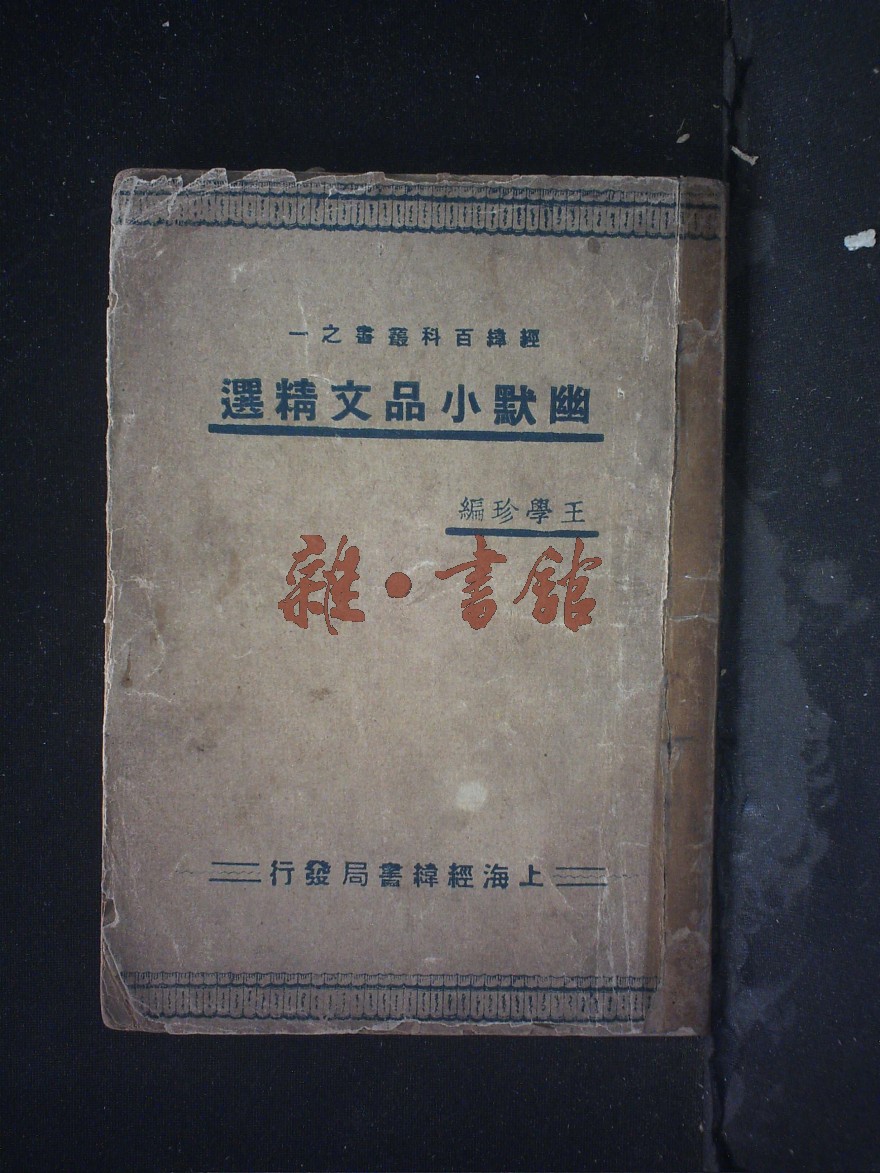 經緯百科叢書之一
幽默小品文精選
王學珍編
雜·書館
上海經緯書局發行